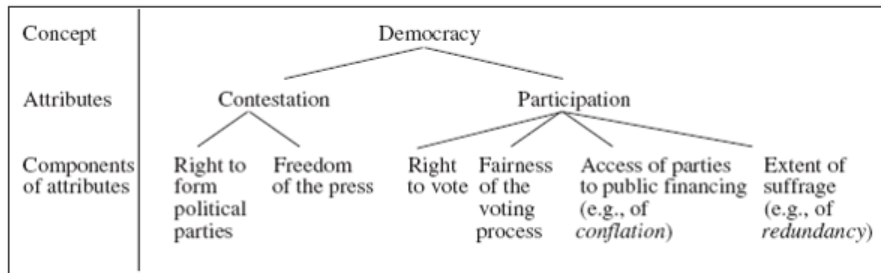 Concept Democracy
Attributes Contestation Participation
Components Right to Freedom Right Fairness Access of parties Extent of
of attributes form of the press to vote of the to public financing suffrage
political voting (e.g., of (e.g., of
parties process conflation) redundancy)